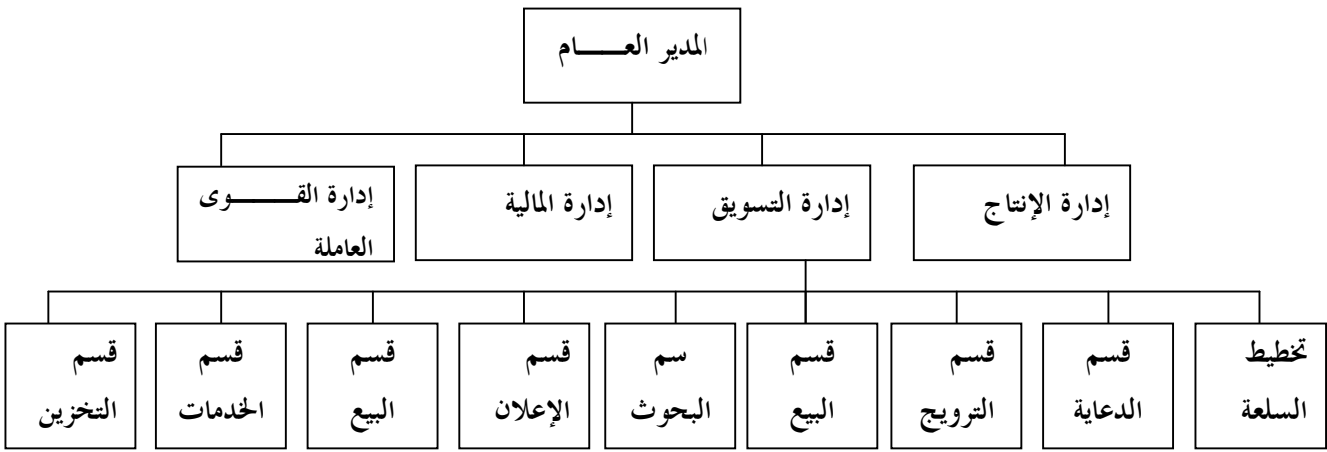 المدير العـــــام
إدارة الإنتاج
إدارة التسويق
إدارة المالية
إدارة القـــــوى
العاملة
تخطيط
السلعة
قسم
الدعاية
قسم
الترويج
قسم
البيع
سم
البحوث
قسم
الإعلان
قسم
البيع
قسم
الخدمات
قسم
التخزين